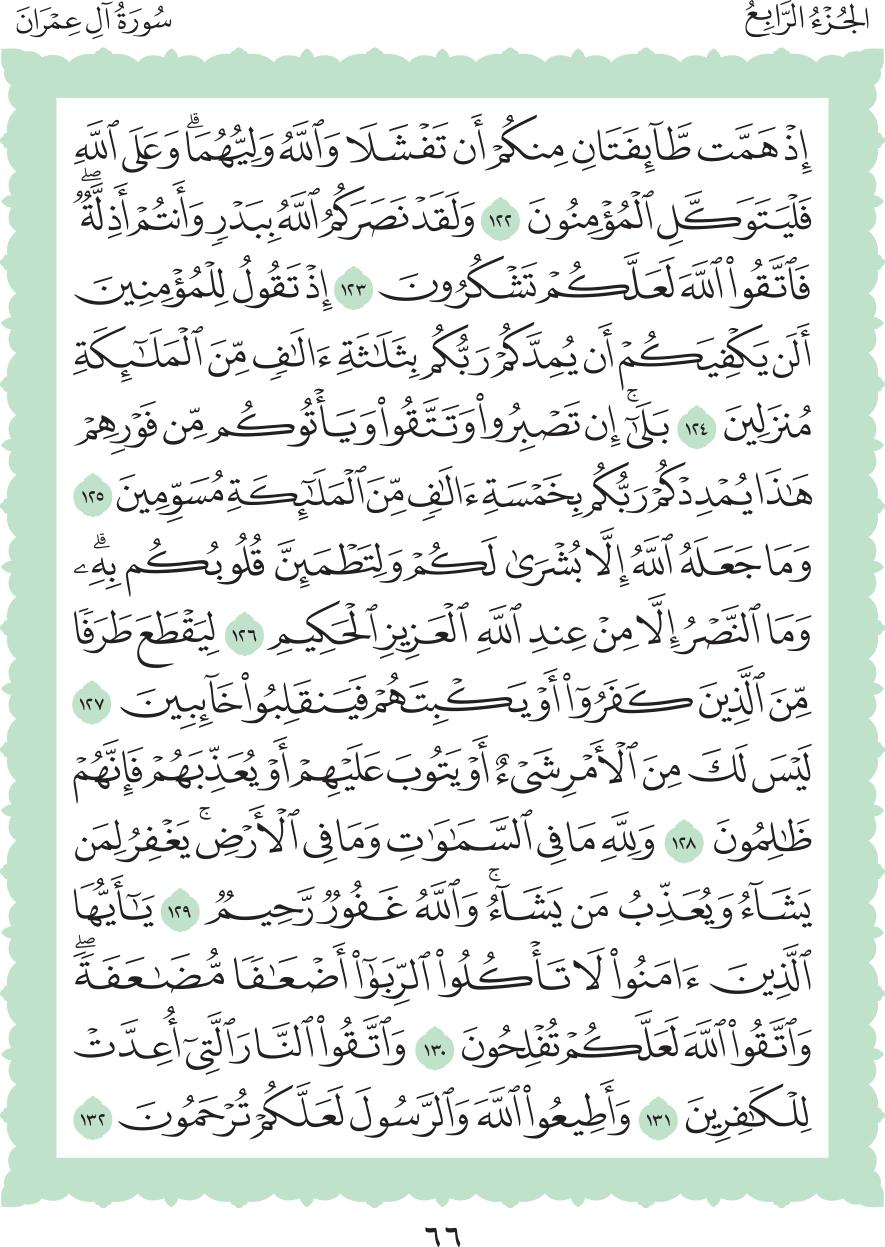 الجُزْءُ الرَّابِعُ
سُورَةُ آلِ عِمْرَانَ
إِذْ هَمَّت طَّآئِفَتَانِ مِنكُمْ أَن تَفْشَلَا وَٱللَّهُ وَلِيُّهُمَاۗ وَعَلَى ٱللَّهِ
فَلْيَتَوَكَّلِ ٱلْمُؤْمِنُونَ ١٢٢ وَلَقَدْ نَصَرَكُمُ ٱللَّهُ بِبَدْرٖ وَأَنتُمْ أَذِلَّةٞۖ
فَٱتَّقُوا۟ ٱللَّهَ لَعَلَّكُمْ تَشْكُرُونَ ١٢٣ إِذْ تَقُولُ لِلْمُؤْمِنِينَ
أَلَن يَكْفِيَكُمْ أَن يُمِدَّكُمْ رَبُّكُم بِثَلَٰثَةِ ءَالَٰفٖ مِّنَ ٱلْمَلَٰٓئِكَةِ
مُنزَلِينَ ١٢٤ بَلَىٰٓۚ إِن تَصْبِرُوا۟ وَتَتَّقُوا۟ وَيَأْتُوكُم مِّن فَوْرِهِمْ
هَٰذَا يُمْدِدْكُمْ رَبُّكُم بِخَمْسَةِ ءَالَٰفٖ مِّنَ ٱلْمَلَٰٓئِكَةِ مُسَوِّمِينَ ١٢٥
وَمَا جَعَلَهُ ٱللَّهُ إِلَّا بُشْرَىٰ لَكُمْ وَلِتَطْمَئِنَّ قُلُوبُكُم بِهِۦۗ
وَمَا ٱلنَّصْرُ إِلَّا مِنْ عِندِ ٱللَّهِ ٱلْعَزِيزِ ٱلْحَكِيمِ ١٢٦ لِيَقْطَعَ طَرَفٗا
مِّنَ ٱلَّذِينَ كَفَرُوٓا۟ أَوْ يَكْبِتَهُمْ فَيَنقَلِبُوا۟ خَآئِبِينَ ١٢٧
لَيْسَ لَكَ مِنَ ٱلْأَمْرِ شَىْءٌ أَوْ يَتُوبَ عَلَيْهِمْ أَوْ يُعَذِّبَهُمْ فَإِنَّهُمْ
ظَٰلِمُونَ ١٢٨ وَلِلَّهِ مَا فِى ٱلسَّمَٰوَٰتِ وَمَا فِى ٱلْأَرْضِۚ يَغْفِرُ لِمَن
يَشَآءُ وَيُعَذِّبُ مَن يَشَآءُۚ وَٱللَّهُ غَفُورٞ رَّحِيمٞ ١٢٩ يَٰٓأَيُّهَا
ٱلَّذِينَ ءَامَنُوا۟ لَا تَأْكُلُوا۟ ٱلرِّبَوٰٓا۟ أَضْعَٰفٗا مُّضَٰعَفَةٗۖ
وَٱتَّقُوا۟ ٱللَّهَ لَعَلَّكُمْ تُفْلِحُونَ ١٣٠ وَٱتَّقُوا۟ ٱلنَّارَ ٱلَّتِىٓ أُعِدَّتْ
لِلْكَٰفِرِينَ ١٣١ وَأَطِيعُوا۟ ٱللَّهَ وَٱلرَّسُولَ لَعَلَّكُمْ تُرْحَمُونَ ١٣٢
٦٦